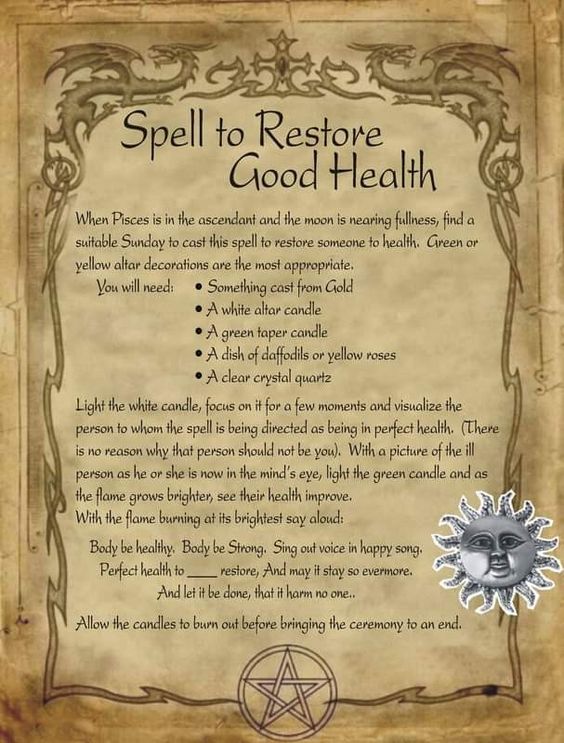 Spell to Restore
Good Health
When Pisces is in the ascendant and the moon is nearing fullness, find a
suitable Sunday to cast this spell to restore someone to health. Green or
yellow altar decorations are the most appropriate.
You will need: • Something cast from Gold
• A white altar candle
• A green taper candle
• A dish of daffodils or yellow roses
• A clear crystal quartz
Light the white candle, focus on it for a few moments and visualize the
person to whom the spell is being directed as being in perfect health. (There
is no reason why that person should not be you). With a picture of the ill
person as he or she is now in the mind's eye, light the green candle and as
the flame grows brighter, see their health improve.
With the flame burning at its brightest say aloud:
Body be healthy. Body be Strong. Sing out voice in happy song.
Perfect health to ____ restore, And may it stay so evermore.
And let it be done, that it harm no one..
Allow the candles to burn out before bringing the ceremony to an end.